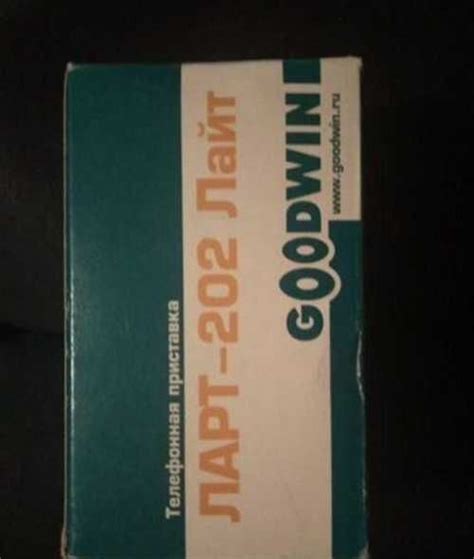 Телефонная приставка
ЛАРТ-202 Лайт
GOODWIN
www.goodwin.ru